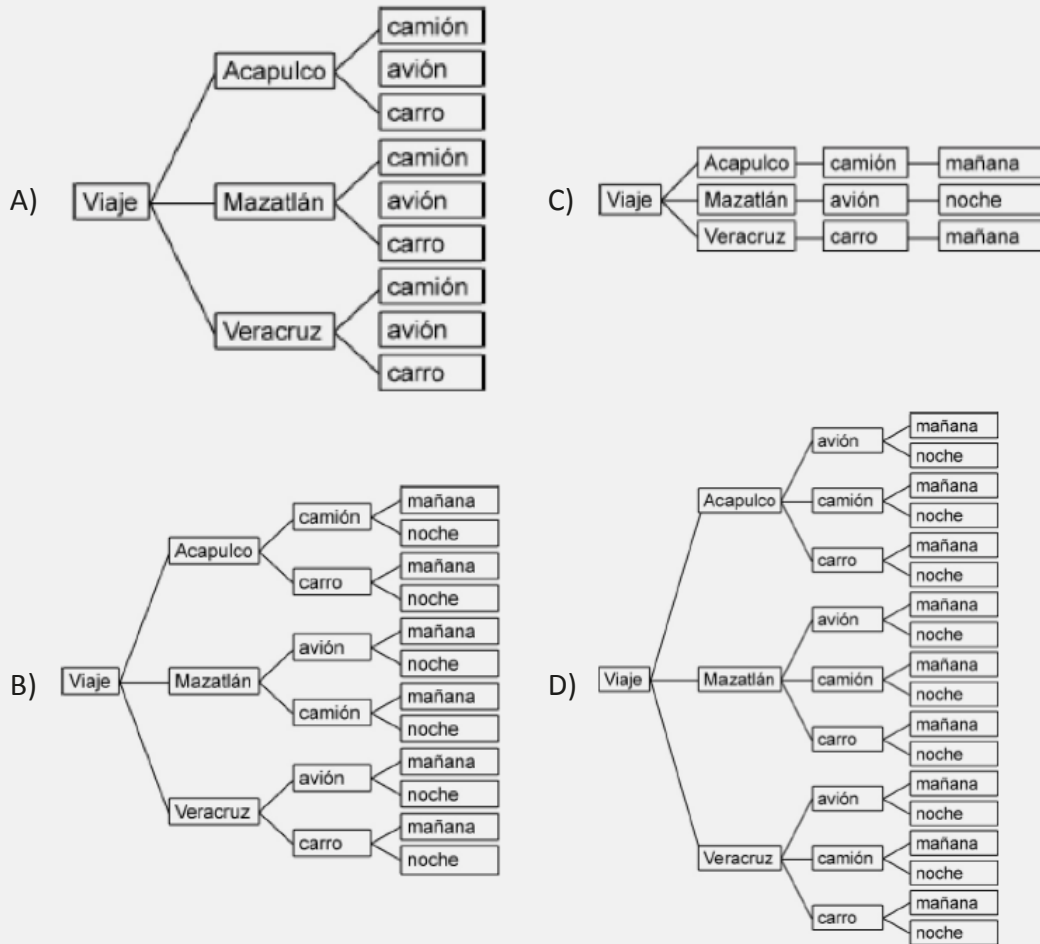 A)
Viaje
Acapulco
camión
avión
carro
Mazatlán
camión
avión
carro
Veracruz
camión
avión
carro
B)
Viaje
Acapulco
camión
mañana
noche
carro
mañana
noche
Mazatlán
avión
mañana
noche
camión
mañana
noche
Veracruz
avión
mañana
noche
carro
mañana
noche
C)
Viaje
Acapulco
camión
mañana
Mazatlán
avión
noche
Veracruz
carro
mañana
D)
Viaje
Acapulco
avión
mañana
noche
camión
mañana
noche
carro
mañana
noche
Mazatlán
avión
mañana
noche
camión
mañana
noche
carro
mañana
noche
Veracruz
avión
mañana
noche
camión
mañana
noche
carro
mañana
noche